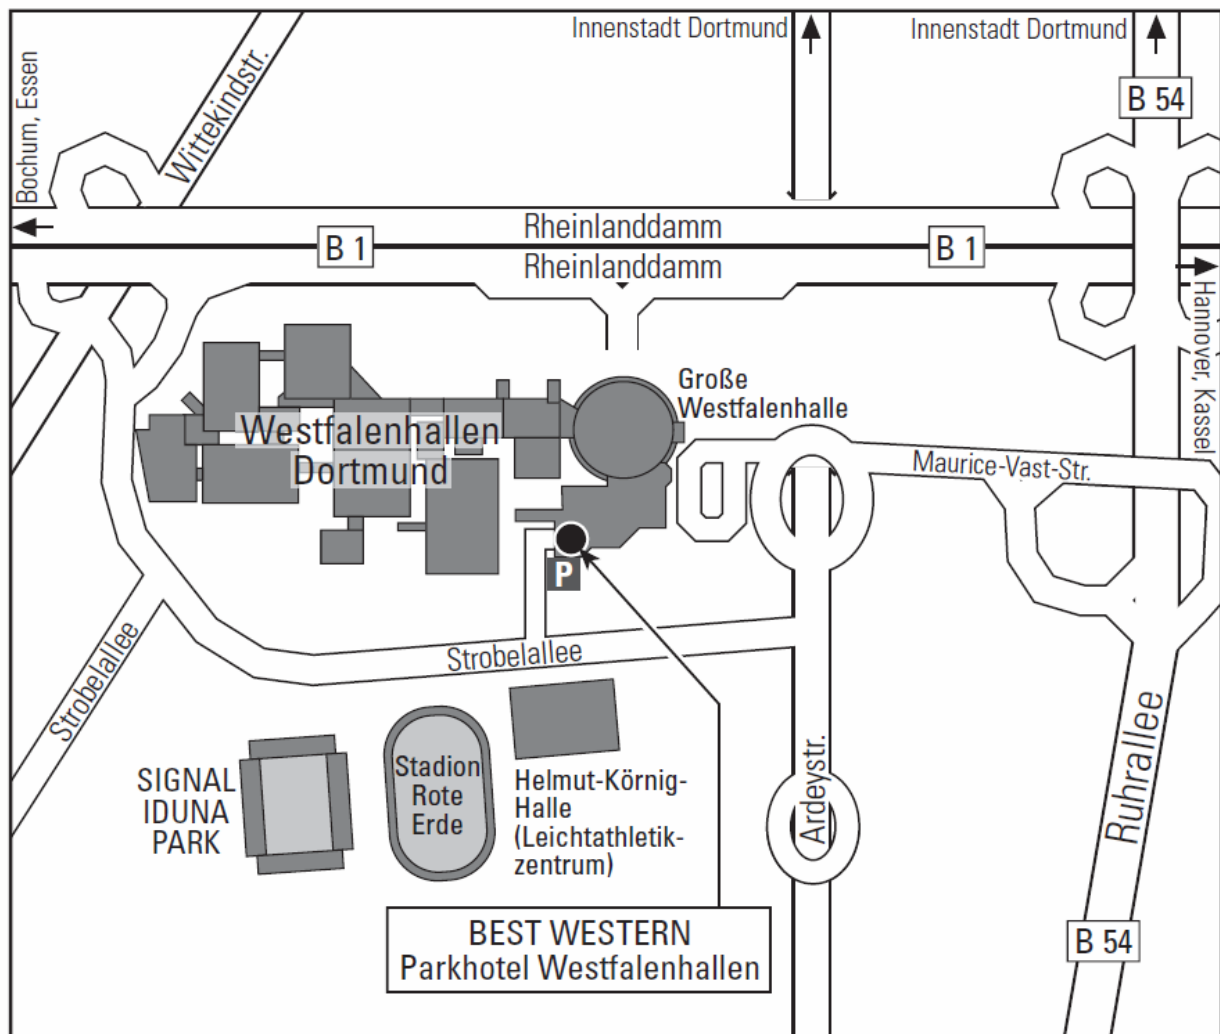 Innenstadt Dortmund
Innenstadt Dortmund
Bochum, Essen
Wittekindstr.
B 54
Rheinlanddamm
B 1
B 1
Rheinlanddamm
Hannover, Kassel
Große
Westfalenhalle
Westfalenhallen
Dortmund
Maurice-Vast-Str.
P
Strobelallee
Strobelallee
Ardeystr.
Ruhrallee
SIGNAL
IDUNA
PARK
Stadion
Rote
Erde
Helmut-Körnig-
Halle
(Leichtathletik-
zentrum)
BEST WESTERN
Parkhotel Westfalenhallen
B 54